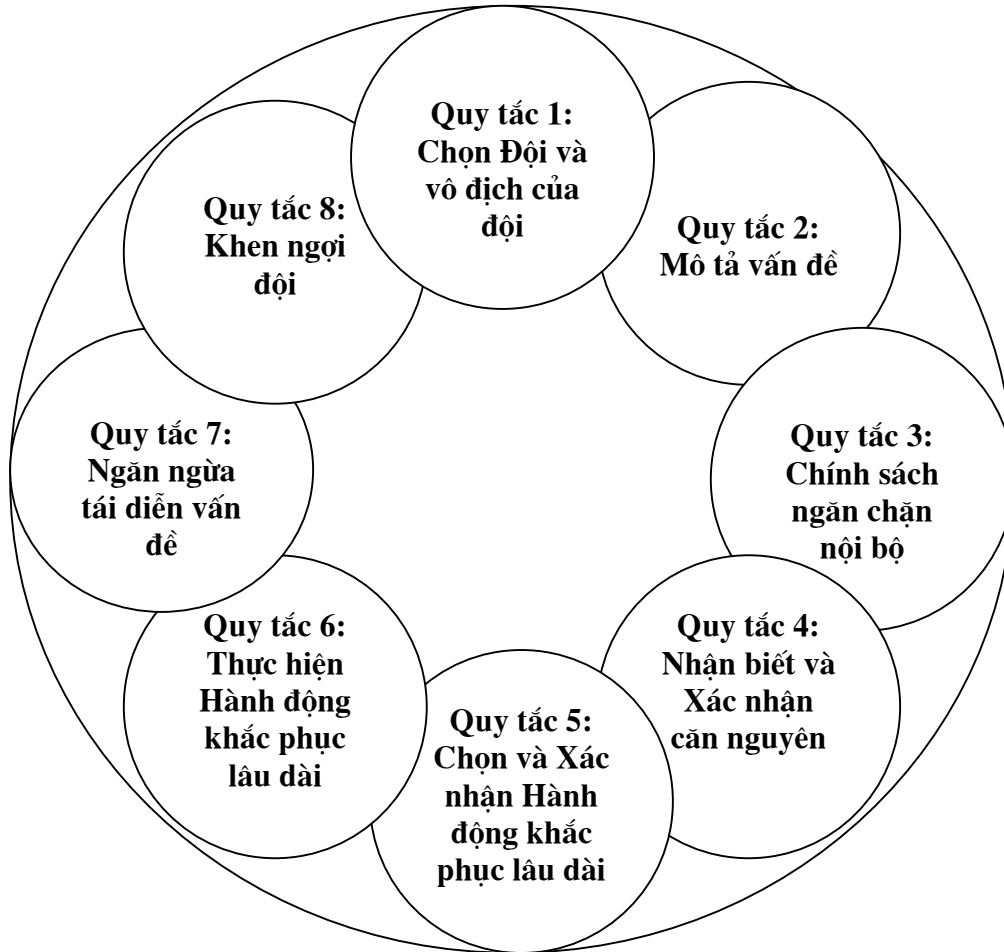 Quy tắc 1:
Chọn Đội và
vô địch của
đội
Quy tắc 2:
Mô tả vấn đề
Quy tắc 3:
Chính sách
ngăn chặn
nội bộ
Quy tắc 4:
Nhận biết và
Xác nhận
căn nguyên
Quy tắc 5:
Chọn và Xác
nhận Hành
động khắc
phục lâu dài
Quy tắc 6:
Thực hiện
Hành động
khắc phục
lâu dài
Quy tắc 7:
Ngăn ngừa
tái diễn vấn
đề
Quy tắc 8:
Khen ngợi
đội